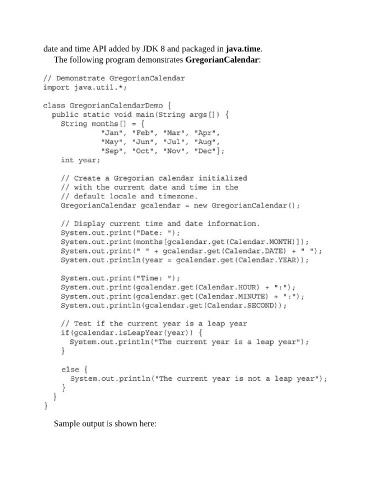 date and time API added by JDK 8 and packaged in java.time.
The following program demonstrates GregorianCalendar:
// Demonstrate GregorianCalendar
import java.util.*;
class GregorianCalendarDemo {
public static void main(String args[]) {
String months[] = {
"Jan", "Feb", "Mar", "Apr",
"May", "Jun", "Jul", "Aug",
"Sep", "Oct", "Nov", "Dec"};
int year;
// Create a Gregorian calendar initialized
// with the current date and time in the
// default locale and timezone.
GregorianCalendar gcalendar = new GregorianCalendar();
// Display current time and date information.
System.out.print("Date: ");
System.out.print(months[gcalendar.get(Calendar.MONTH)]);
System.out.print(" " + gcalendar.get(Calendar.DATE) + " ");
System.out.println(year = gcalendar.get(Calendar.YEAR));
System.out.print("Time: ");
System.out.print(gcalendar.get(Calendar.HOUR) + ":");
System.out.print(gcalendar.get(Calendar.MINUTE) + ":");
System.out.println(gcalendar.get(Calendar.SECOND));
// Test if the current year is a leap year
if(gcalendar.isLeapYear(year)) {
System.out.println("The current year is a leap year");
}
else {
System.out.println("The current year is not a leap year");
}
}
}
Sample output is shown here: